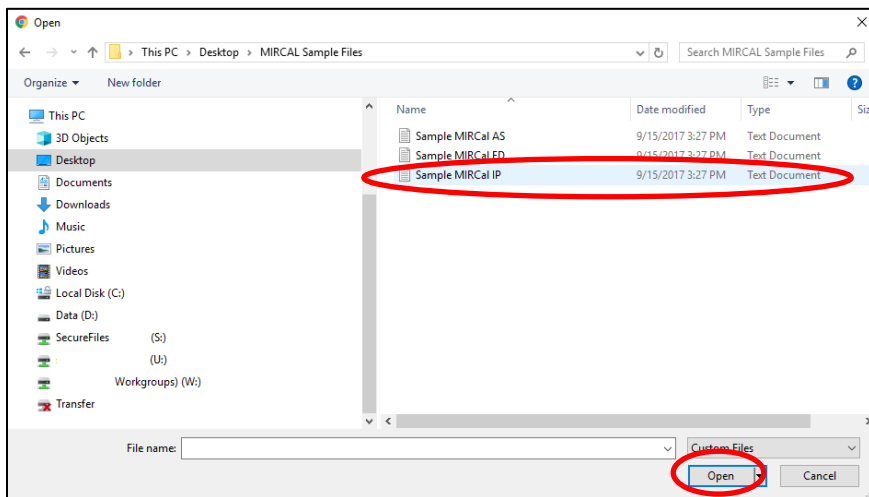 Open
This PC > Desktop > MIRCAL Sample Files
Search MIRCAL Sample Files
Organize New folder
Name Date modified Type Siz
This PC
3D Objects
Desktop
Documents
Downloads
Music
Pictures
Videos
Local Disk (C:)
Data (D:)
SecureFiles (S:)
(U:)
Workgroups) (W:)
Transfer
Sample MIRCal AS 9/15/2017 3:27 PM Text Document
Sample MIRCal ED 9/15/2017 3:27 PM Text Document
Sample MIRCal IP 9/15/2017 3:27 PM Text Document
File name:
Custom Files
Open Cancel